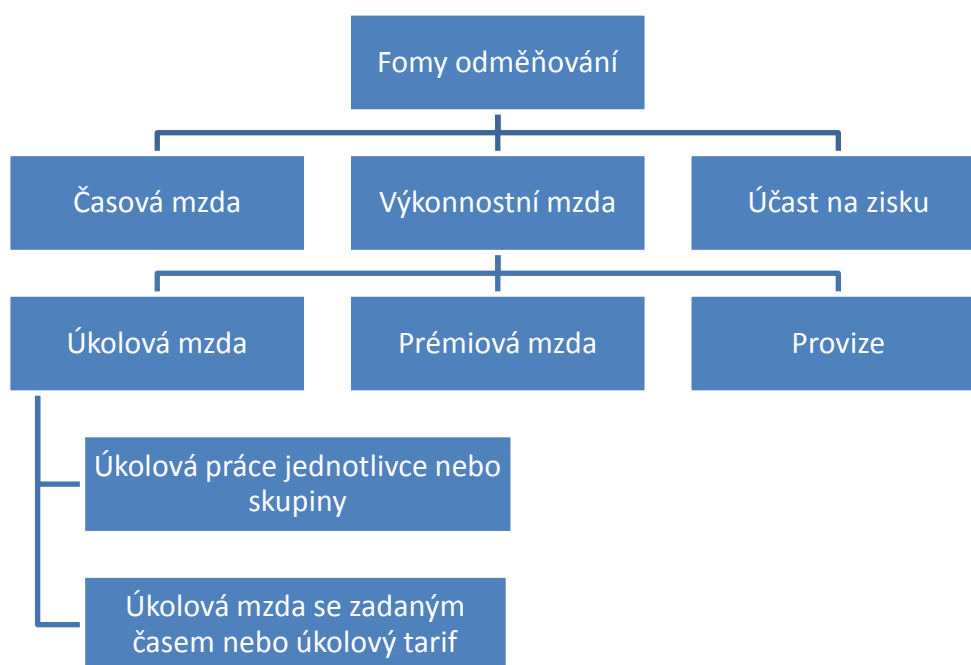 Fomy odměňování
Časová mzda
Výkonnostní mzda
Účast na zisku
Úkolová mzda
Prémiová mzda
Provize
Úkolová práce jednotlivce nebo
skupiny
Úkolová mzda se zadaným
časem nebo úkolový tarif